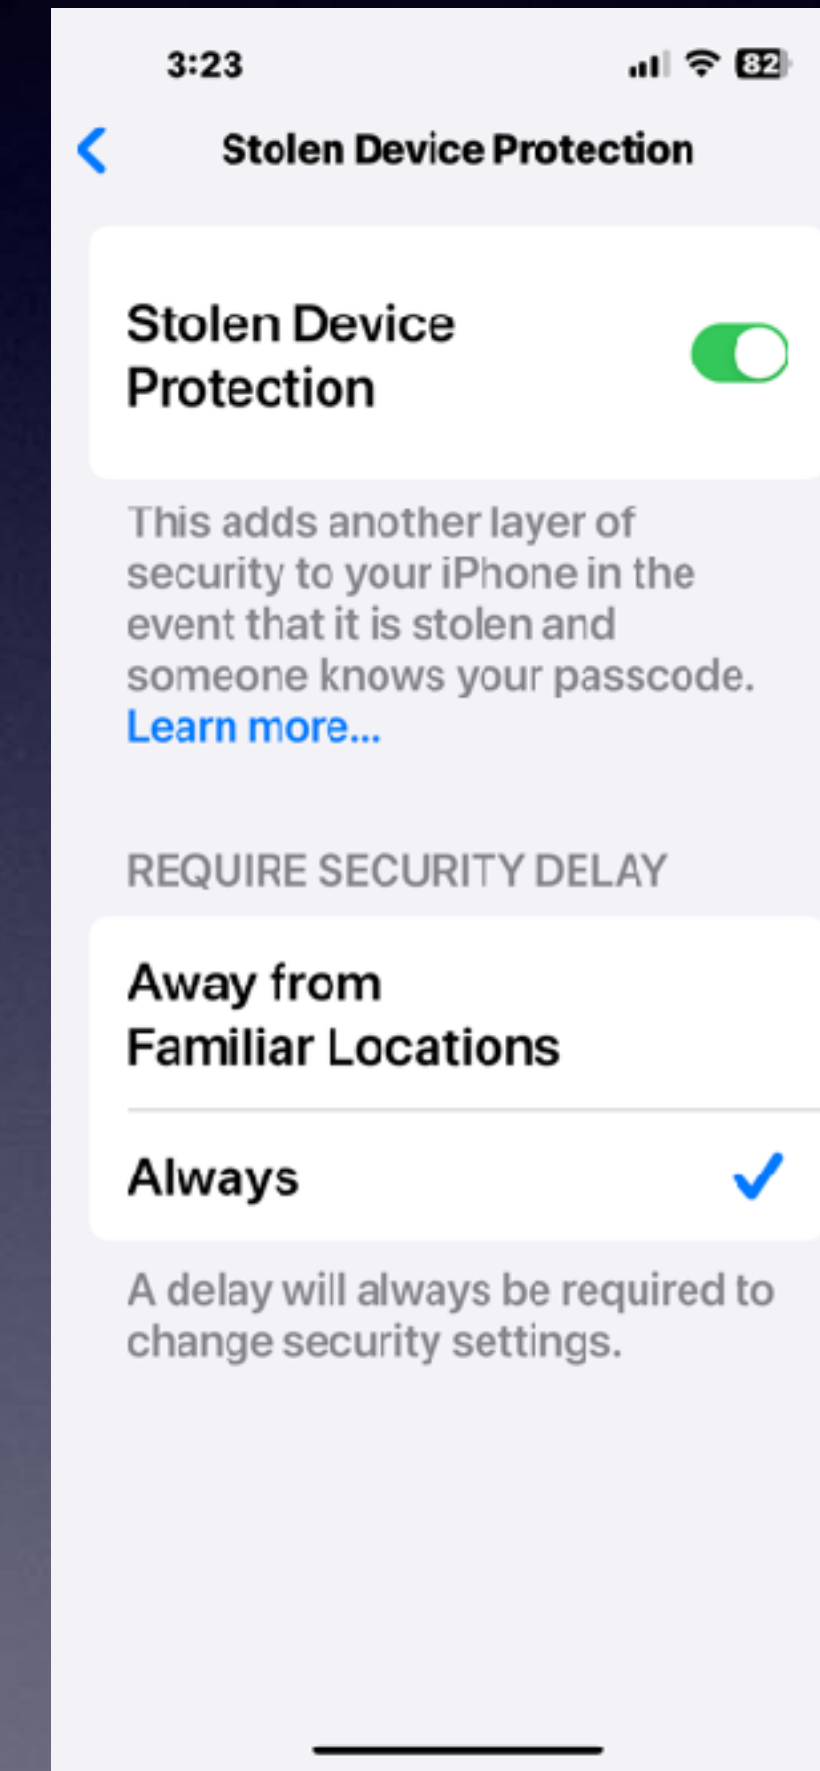 3:23
82
Stolen Device Protection
Stolen Device
Protection
This adds another layer of
security to your iPhone in the
event that it is stolen and
someone knows your passcode.
Learn more...
REQUIRE SECURITY DELAY
Away from
Familiar Locations
Always
A delay will always be required to
change security settings.